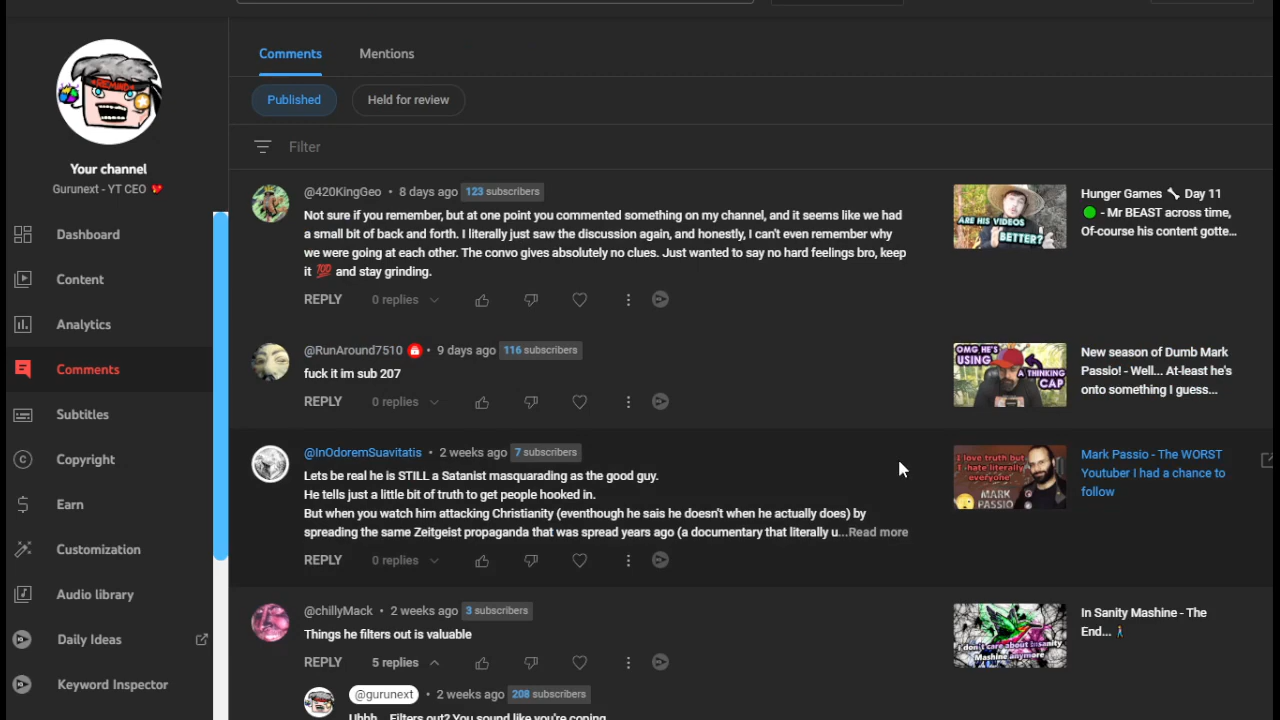 Comments
Mentions
Published
Held for review
Filter
REMIND
Your channel
Gurunext - YT CEO
Dashboard
Content
Analytics
Comments
Subtitles
Copyright
Earn
Customization
Audio library
Daily Ideas
Keyword Inspector
@420KingGeo • 8 days ago 123 subscribers
Not sure if you remember, but at one point you commented something on my channel, and it seems like we had
a small bit of back and forth. I literally just saw the discussion again, and honestly, I can't even remember why
we were going at each other. The convo gives absolutely no clues. Just wanted to say no hard feelings bro, keep
it 💯 and stay grinding.
REPLY 0 replies
ARE HIS VIDEOS
BETTER?
Hunger Games 🦴 Day 11
🟢 - Mr BEAST across time,
Of-course his content gotte...
@RunAround7510 • 9 days ago 116 subscribers
fuck it im sub 207
REPLY 0 replies
OMG HE'S
USING
A THINKING
CAP
New season of Dumb Mark
Passio! - Well... At-least he's
onto something I guess...
@InOdoremSuavitatis • 2 weeks ago 7 subscribers
Lets be real he is STILL a Satanist masquarading as the good guy.
He tells just a little bit of truth to get people hooked in.
But when you watch him attacking Christianity (eventhough he sais he doesn't when he actually does) by
spreading the same Zeitgeist propaganda that was spread years ago (a documentary that literally u...Read more
REPLY 0 replies
I love truth but
I hate literally
everyone
MARK
PASSIO
Mark Passio - The WORST
Youtuber I had a chance to
follow
@chillyMack • 2 weeks ago 3 subscribers
Things he filters out is valuable
REPLY 5 replies
I don't care about insanity
Mashine anymore
In Sanity Mashine - The
End... 🚶
@gurunext • 2 weeks ago 208 subscribers
Uhhh... Filters out? You sound like you're coping